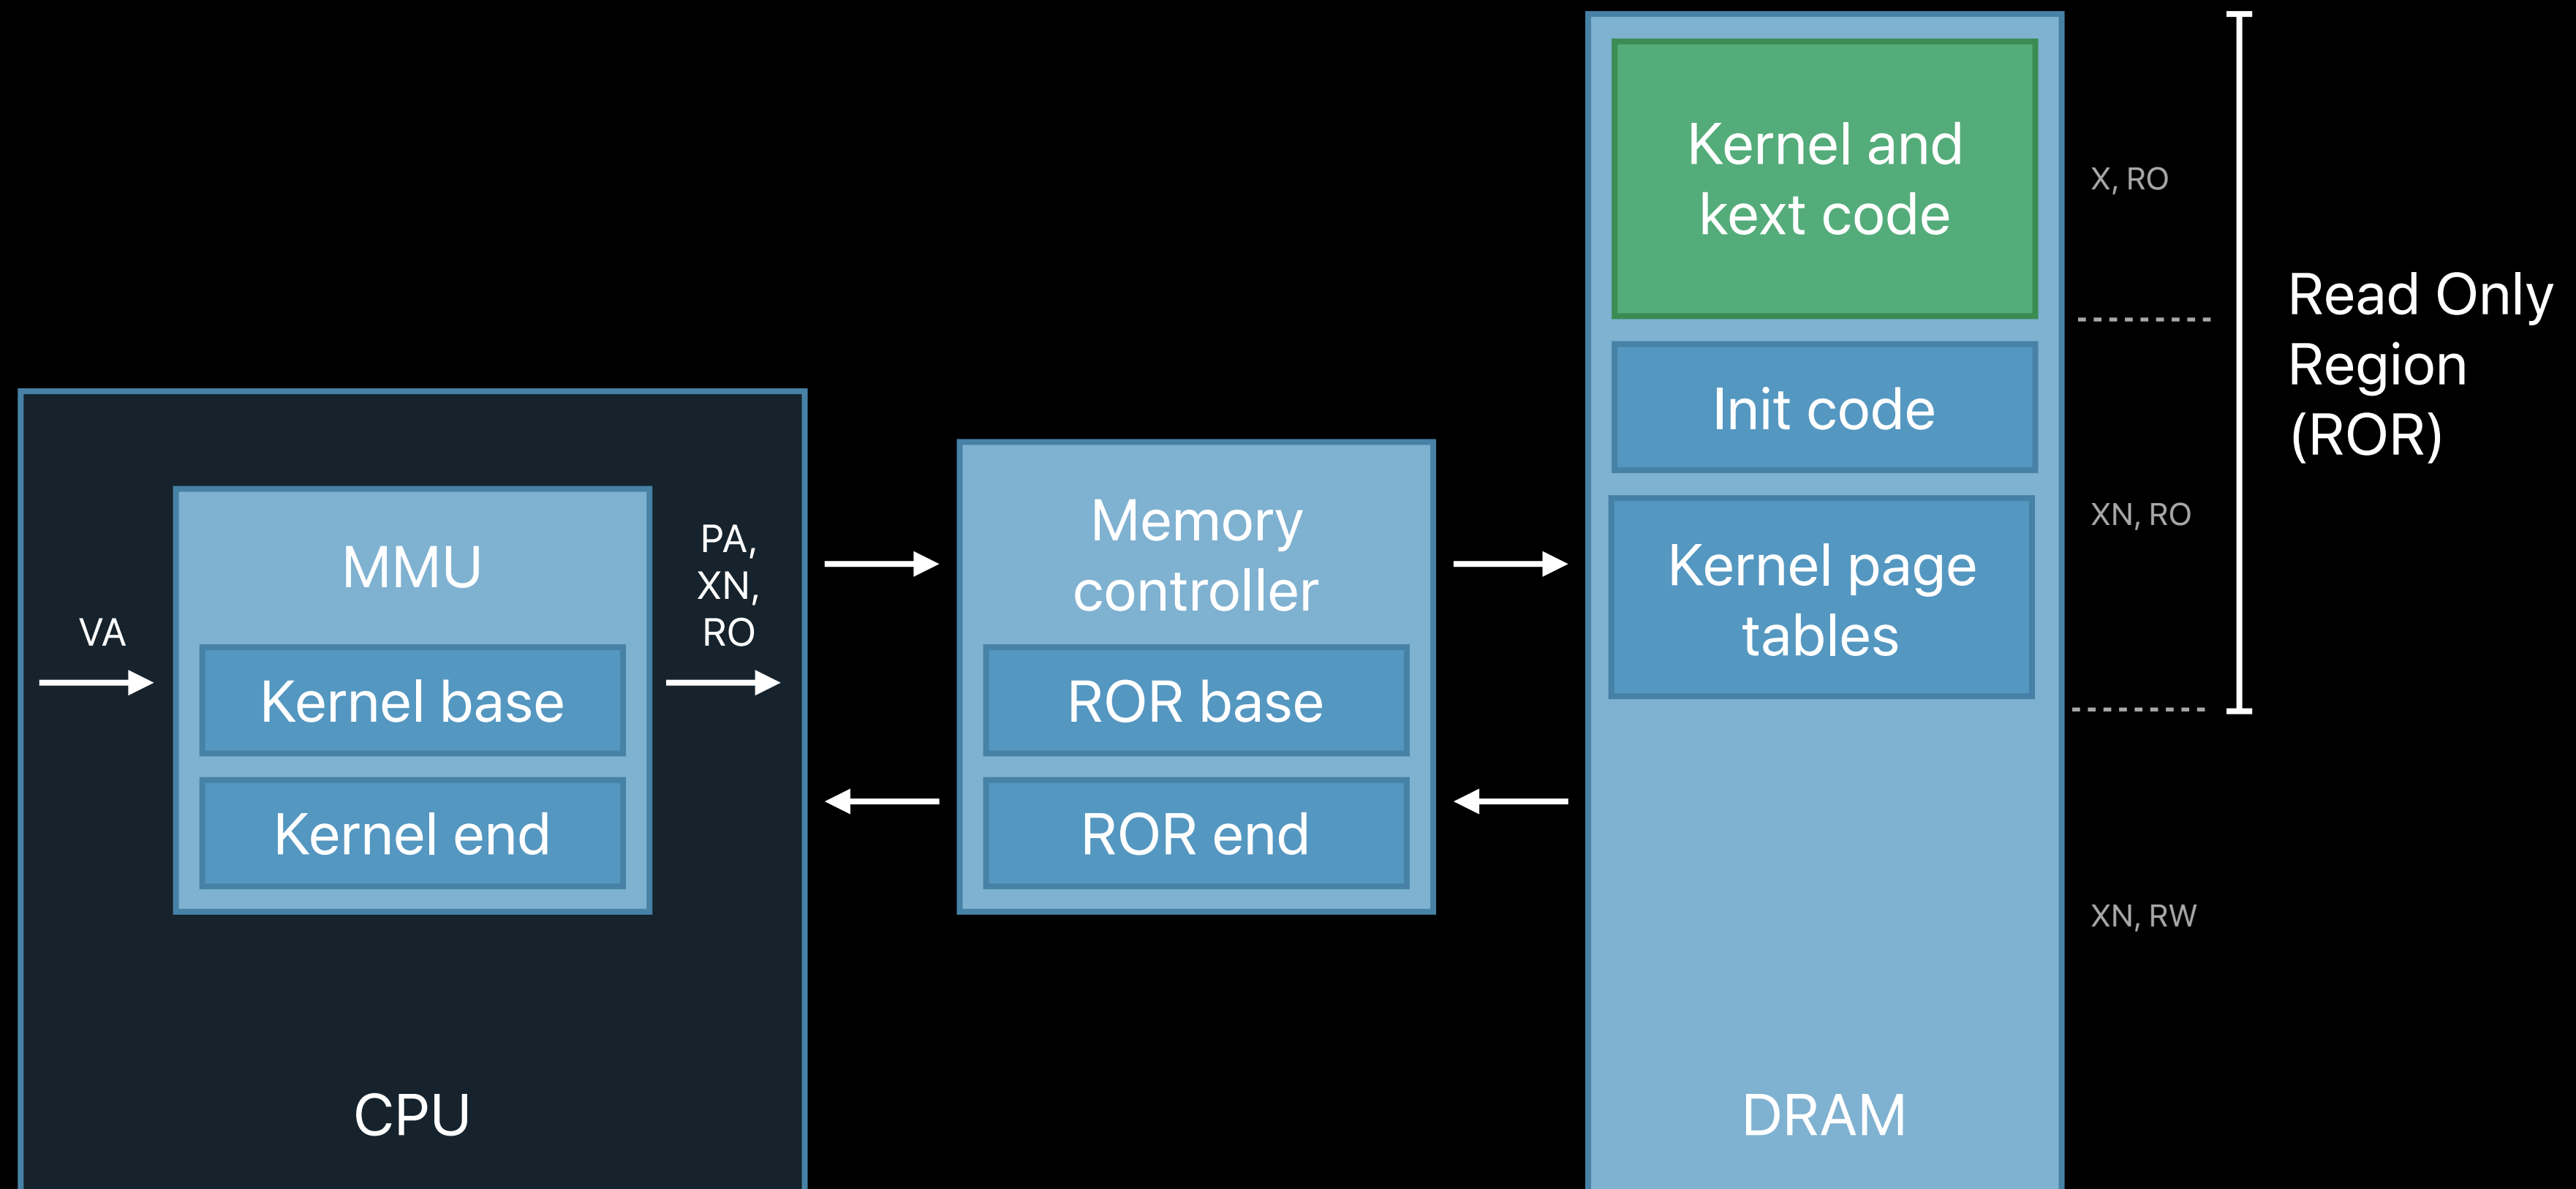 VA
MMU
Kernel base
Kernel end
PA,
XN,
RO
CPU
Memory
controller
ROR base
ROR end
Kernel and
kext code
Init code
Kernel page
tables
DRAM
X, RO
XN, RO
XN, RW
Read Only
Region
(ROR)